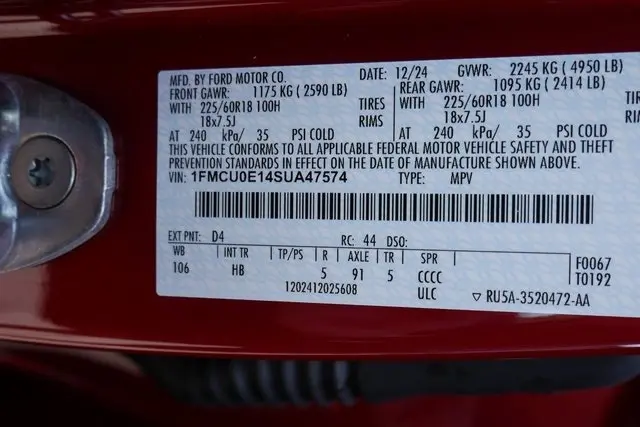 MFD. BY FORD MOTOR CO. DATE: 12/24 GVWR: 2245 KG ( 4950 LB)
FRONT GAWR: 1175 KG ( 2590 LB) REAR GAWR: 1095 KG ( 2414 LB)
WITH 225/60R18 100H TIRES WITH 225/60R18 100H
18x7.5J RIMS 18x7.5J RIMS
AT 240 kPa/ 35 PSI COLD AT 240 kPa/ 35 PSI COLD
THIS VEHICLE CONFORMS TO ALL APPLICABLE FEDERAL MOTOR VEHICLE SAFETY AND THEFT
PREVENTION STANDARDS IN EFFECT ON THE DATE OF MANUFACTURE SHOWN ABOVE.
VIN: 1FMCU0E14SUA47574 TYPE: MPV
EXT PNT: D4 RC: 44 DSO:
WB INT TR TP/PS R AXLE TR SPR F0067
106 HB 5 91 5 CCCC T0192
1202412025608 ULC ▽ RU5A-3520472-AA